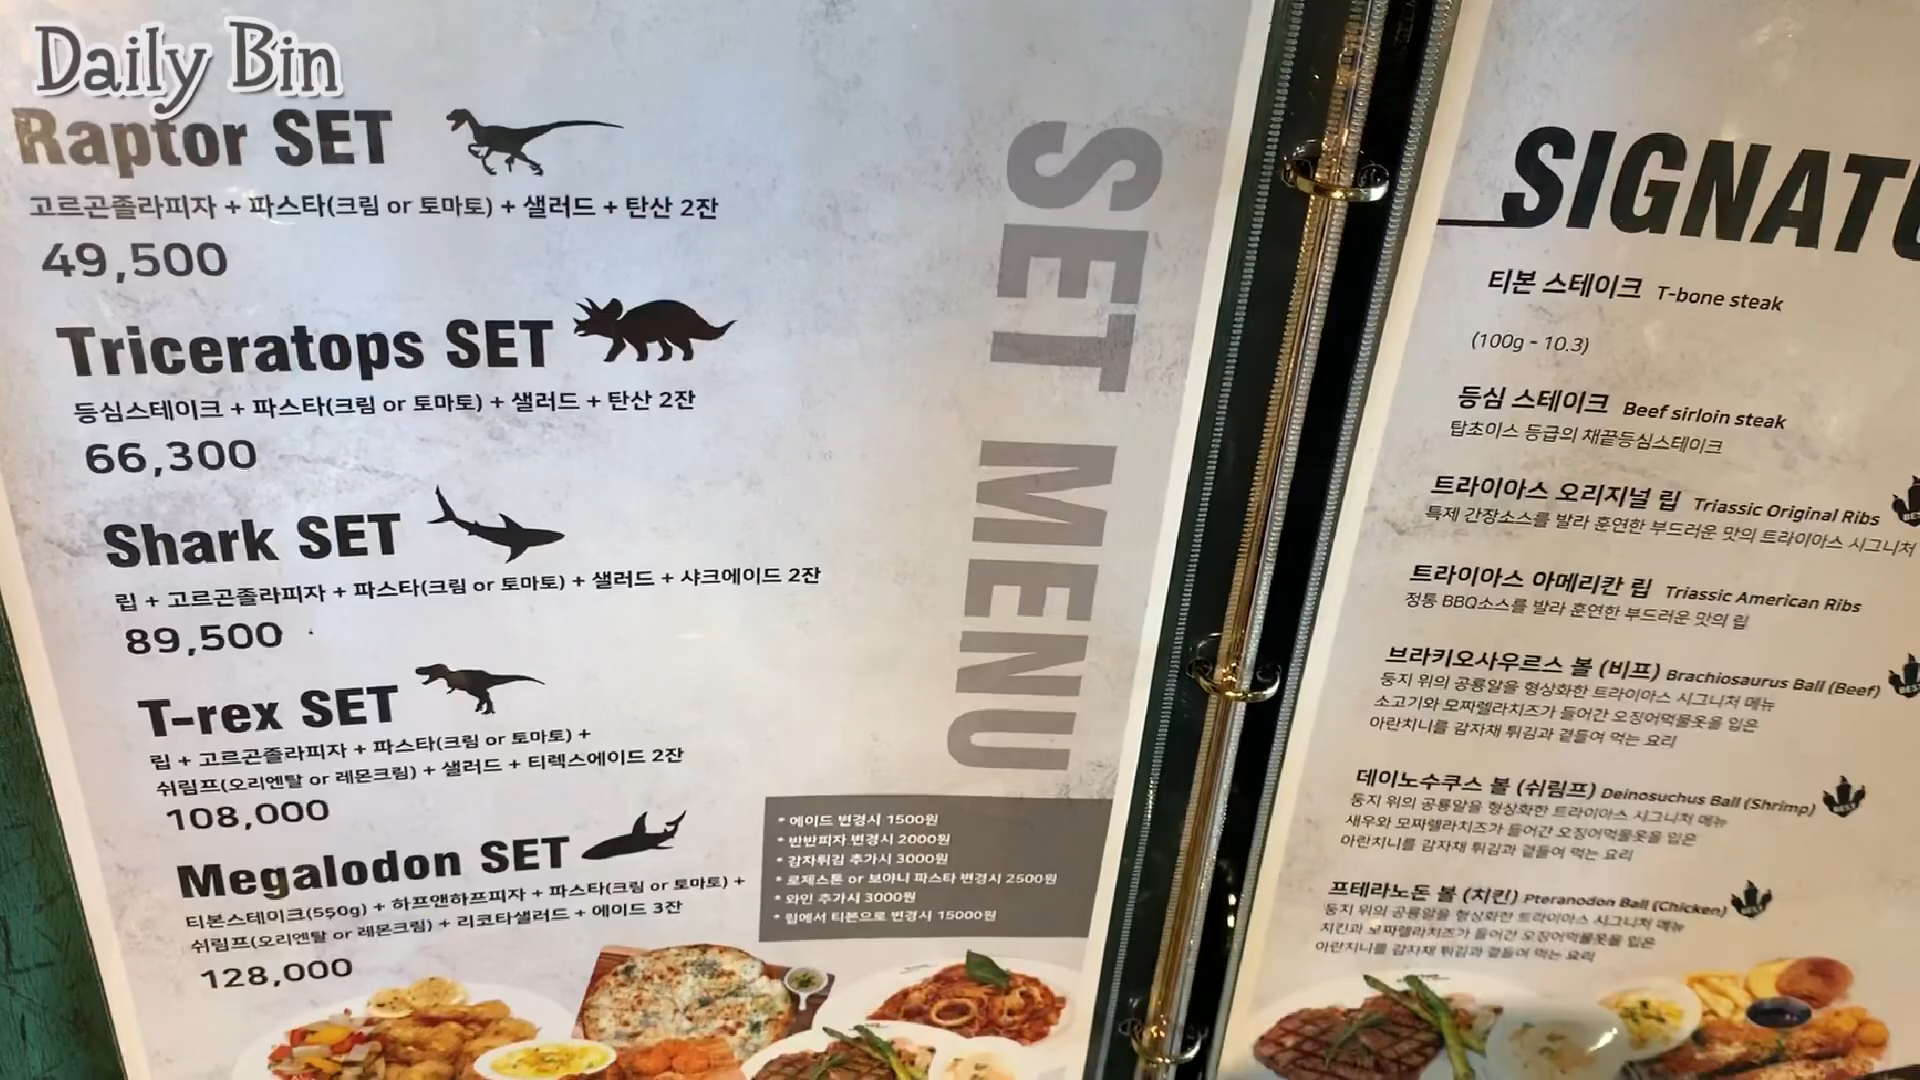 Daily Bin
Raptor SET
고르곤졸라피자 + 파스타(크림 or 토마토) + 샐러드 + 탄산 2잔
49,500
Triceratops SET
등심스테이크 + 파스타(크림 or 토마토) + 샐러드 + 탄산 2잔
66,300
Shark SET
립 + 고르곤졸라피자 + 파스타(크림 or 토마토) + 샐러드 + 샤크에이드 2잔
89,500
T-rex SET
립 + 고르곤졸라피자 + 파스타(크림 or 토마토) +
쉬림프(오리엔탈 or 레몬크림) + 샐러드 + 티렉스에이드 2잔
108,000
Megalodon SET
티본스테이크(550g) + 하프앤하프피자 + 파스타(크림 or 토마토) +
쉬림프(오리엔탈 or 레몬크림) + 리코타샐러드 + 에이드 3잔
128,000
SET MENU
* 에이드 변경시 1500원
* 반반피자 변경시 2000원
* 감자튀김 추가시 3000원
* 로제스톤 or 보아니 파스타 변경시 2500원
* 와인 추가시 3000원
* 립에서 티본으로 변경시 15000원
SIGNATU
티본 스테이크 T-bone steak
(100g - 10.3)
등심 스테이크 Beef sirloin steak
탑초이스 등급의 채끝등심스테이크
트라이아스 오리지널 립 Triassic Original Ribs
특제 간장소스를 발라 훈연한 부드러운 맛의 트라이아스 시그니처
트라이아스 아메리칸 립 Triassic American Ribs
정통 BBQ소스를 발라 훈연한 부드러운 맛의 립
브라키오사우르스 볼 (비프) Brachiosaurus Ball (Beef)
BEST
둥지 위의 공룡알을 형상화한 트라이아스 시그니처 메뉴
소고기와 모짜렐라치즈가 들어간 오징어먹물옷을 입은
아란치니를 감자채 튀김과 곁들여 먹는 요리
데이노수쿠스 볼 (쉬림프) Deinosuchus Ball (Shrimp)
BEST
둥지 위의 공룡알을 형상화한 트라이아스 시그니처 메뉴
새우와 모짜렐라치즈가 들어간 오징어먹물옷을 입은
아란치니를 감자채 튀김과 곁들여 먹는 요리
프테라노돈 볼 (치킨) Pteranodon Ball (Chicken)
BEST
둥지 위의 공룡알을 형상화한 트라이아스 시그니처 메뉴
치킨과 모짜렐라치즈가 들어간 오징어먹물옷을 입은
아란치니를 감자채 튀김과 곁들여 먹는 요리